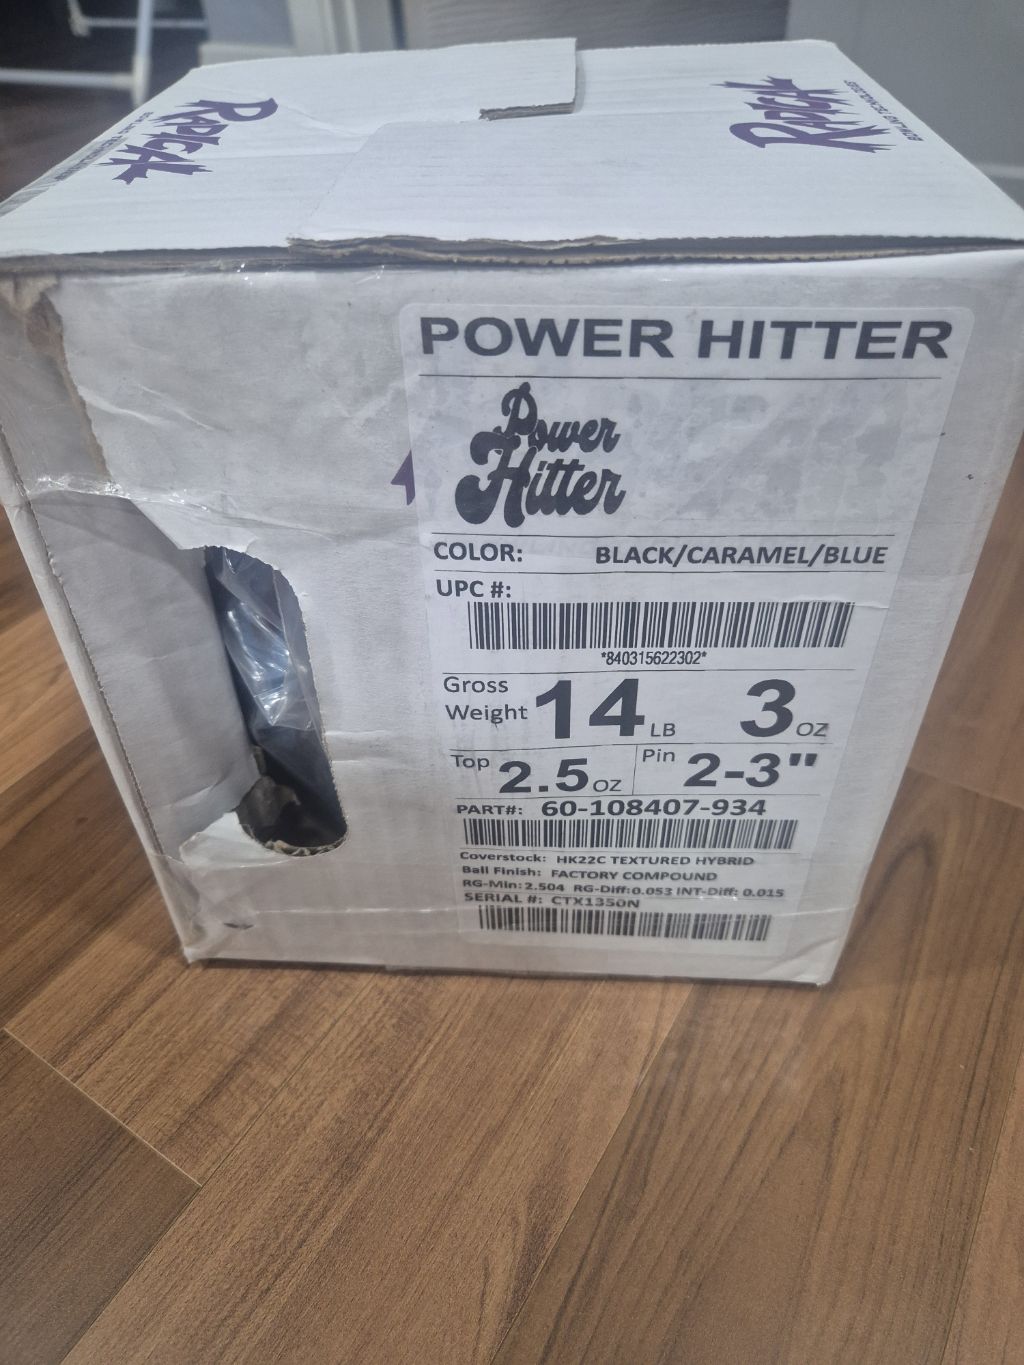 RADICAL
RADICAL
BOWLING TECHNOLOGIES
POWER HITTER
Power
Hitter
COLOR: BLACK/CARAMEL/BLUE
UPC #:
*840315622302*
Gross Weight 14 LB 3 OZ
Top 2.5 OZ Pin 2-3"
PART#: 60-108407-934
Coverstock: HK22C TEXTURED HYBRID
Ball Finish: FACTORY COMPOUND
RG-Min: 2.504 RG-Diff: 0.053 INT-Diff: 0.015
SERIAL #: CTX1350N